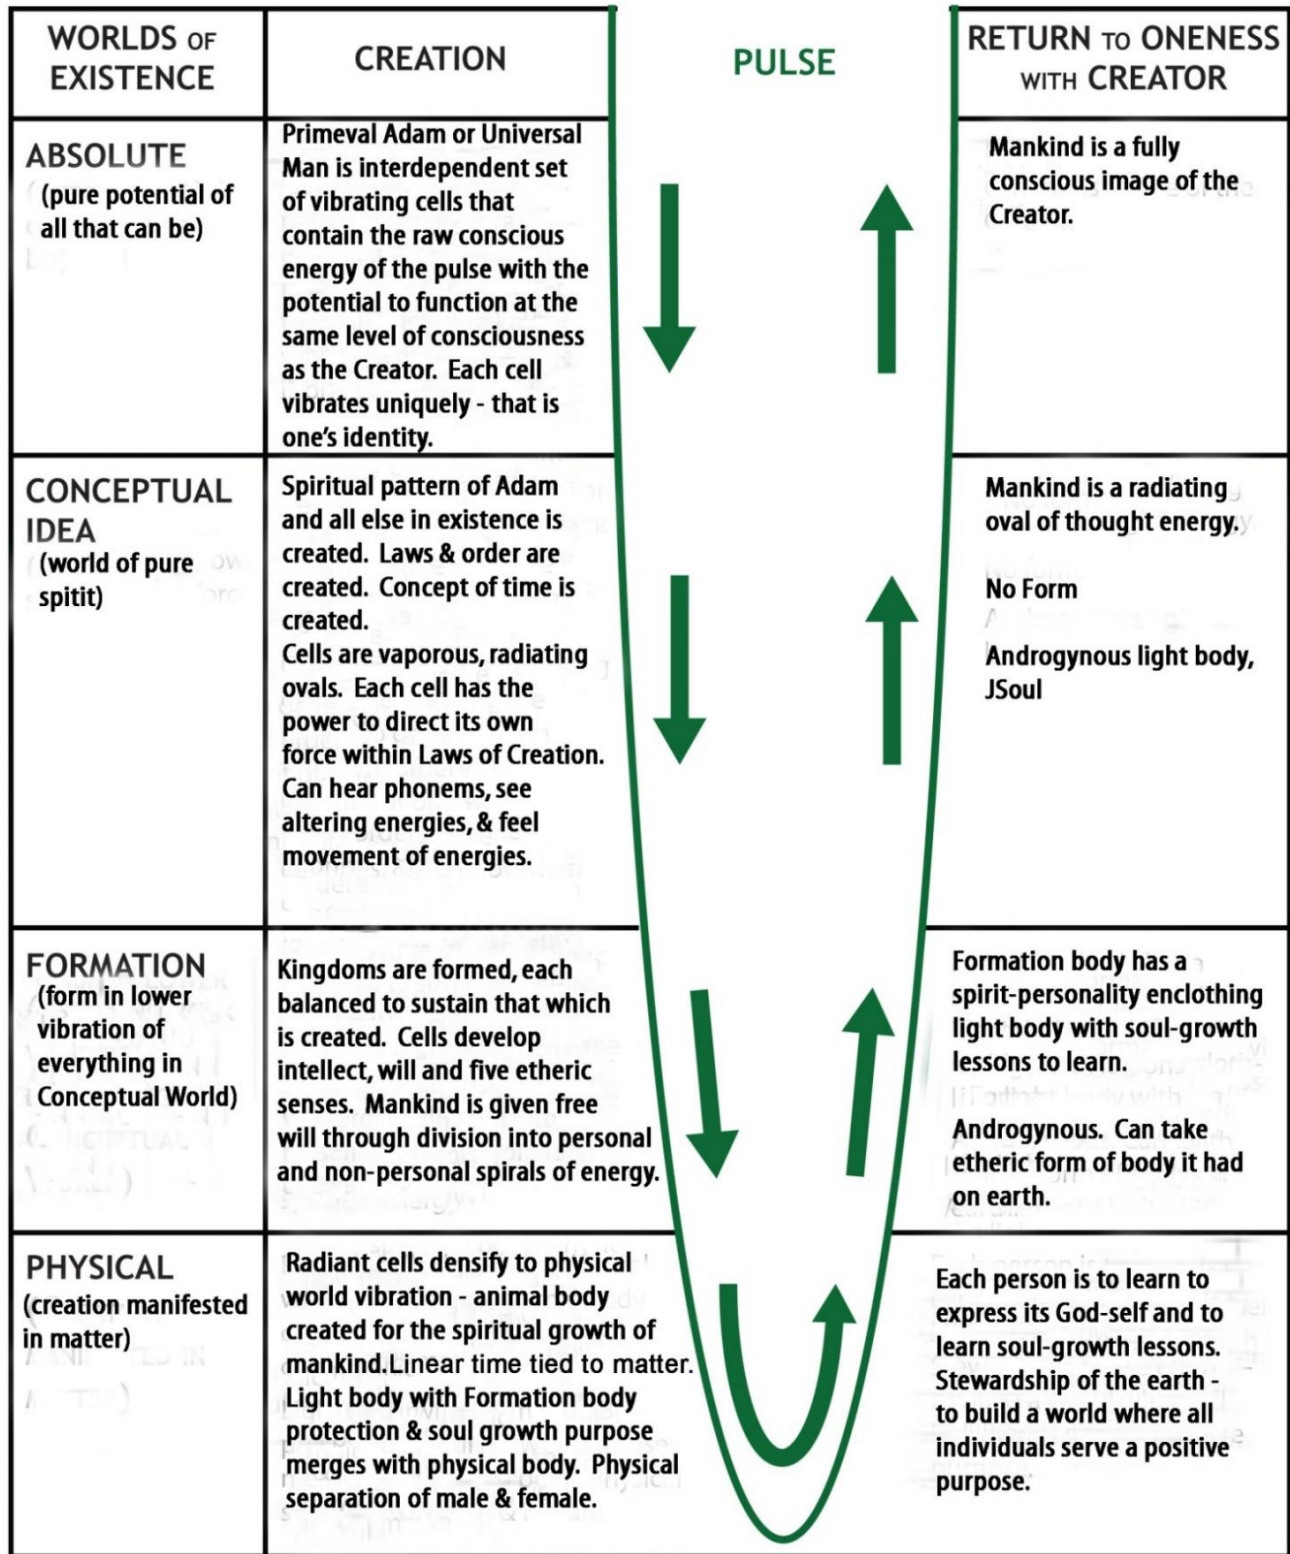 WORLDS OF
EXISTENCE
CREATION
PULSE
RETURN TO ONENESS
WITH CREATOR
ABSOLUTE
(pure potential of
all that can be)
Primeval Adam or Universal
Man is interdependent set
of vibrating cells that
contain the raw conscious
energy of the pulse with the
potential to function at the
same level of consciousness
as the Creator. Each cell
vibrates uniquely - that is
one's identity.
Mankind is a fully
conscious image of the
Creator.
CONCEPTUAL
IDEA
(world of pure
spitit)
Spiritual pattern of Adam
and all else in existence is
created. Laws & order are
created. Concept of time is
created.
Cells are vaporous, radiating
ovals. Each cell has the
power to direct its own
force within Laws of Creation.
Can hear phonems, see
altering energies, & feel
movement of energies.
Mankind is a radiating
oval of thought energy.
No Form
Androgynous light body,
JSoul
FORMATION
(form in lower
vibration of
everything in
Conceptual World)
Kingdoms are formed, each
balanced to sustain that which
is created. Cells develop
intellect, will and five etheric
senses. Mankind is given free
will through division into personal
and non-personal spirals of energy.
Formation body has a
spirit-personality enclothing
light body with soul-growth
lessons to learn.
Androgynous. Can take
etheric form of body it had
on earth.
PHYSICAL
(creation manifested
in matter)
Radiant cells densify to physical
world vibration - animal body
created for the spiritual growth of
mankind. Linear time tied to matter.
Light body with Formation body
protection & soul growth purpose
merges with physical body. Physical
separation of male & female.
Each person is to learn to
express its God-self and to
learn soul-growth lessons.
Stewardship of the earth -
to build a world where all
individuals serve a positive
purpose.